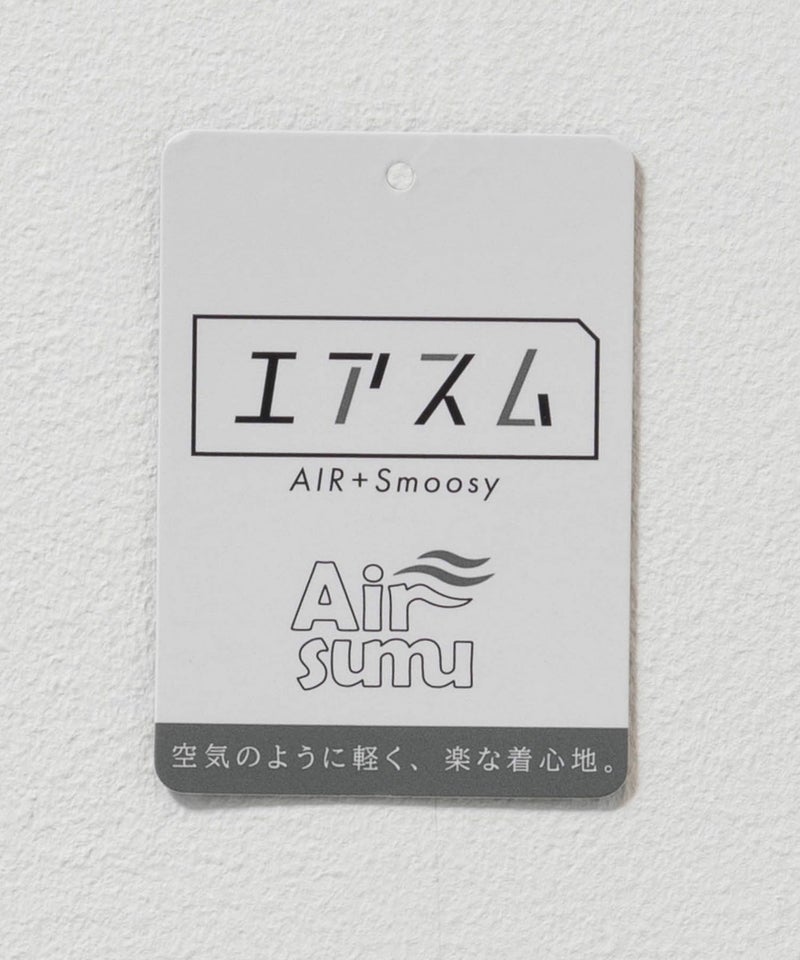 エアスム
AIR+Smoosy
Air
sumu
空気のように軽く、楽な着心地。